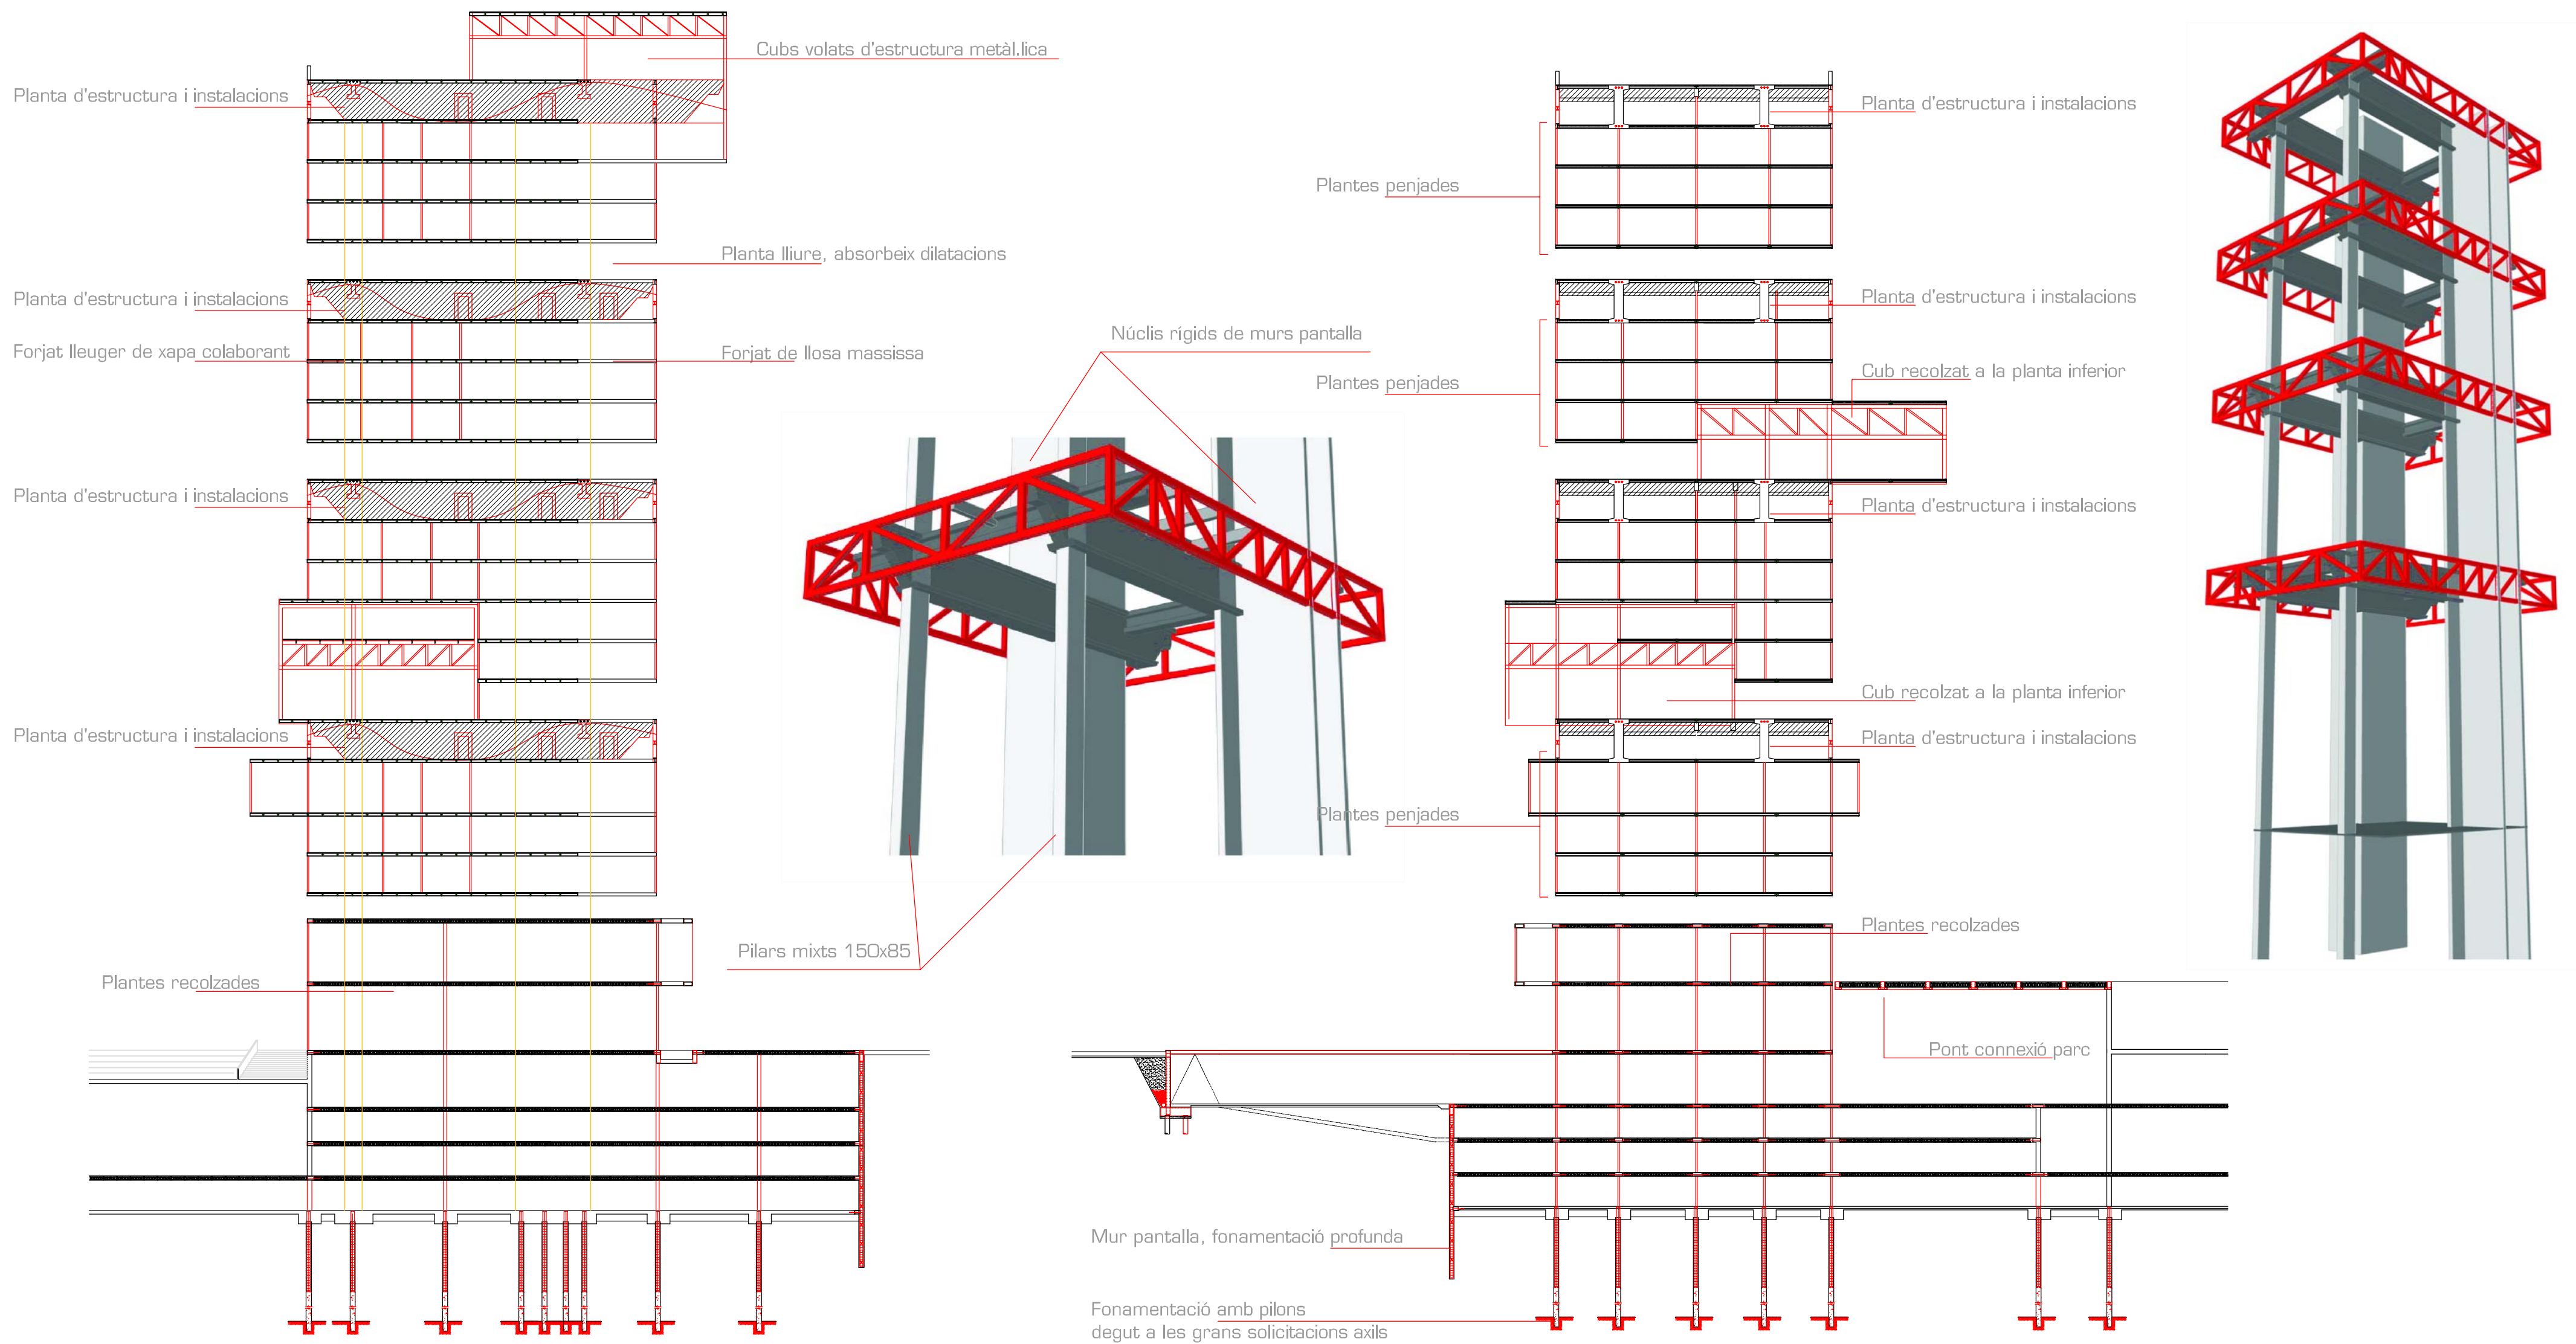 Cubs volats d'estructura metàl.lica
Planta d'estructura i instalacions
Planta lliure, absorbeix dilatacions
Planta d'estructura i instalacions
Forjat lleuger de xapa colaborant
Forjat de llosa massissa
Planta d'estructura i instalacions
Planta d'estructura i instalacions
Plantes recolzades
Núclis rígids de murs pantalla
Pilars mixts 150x85
Planta d'estructura i instalacions
Plantes penjades
Planta d'estructura i instalacions
Plantes penjades
Cub recolzat a la planta inferior
Planta d'estructura i instalacions
Cub recolzat a la planta inferior
Planta d'estructura i instalacions
Plantes penjades
Plantes recolzades
Pont connexió parc
Mur pantalla, fonamentació profunda
Fonamentació amb pilons
degut a les grans solicitacions axils